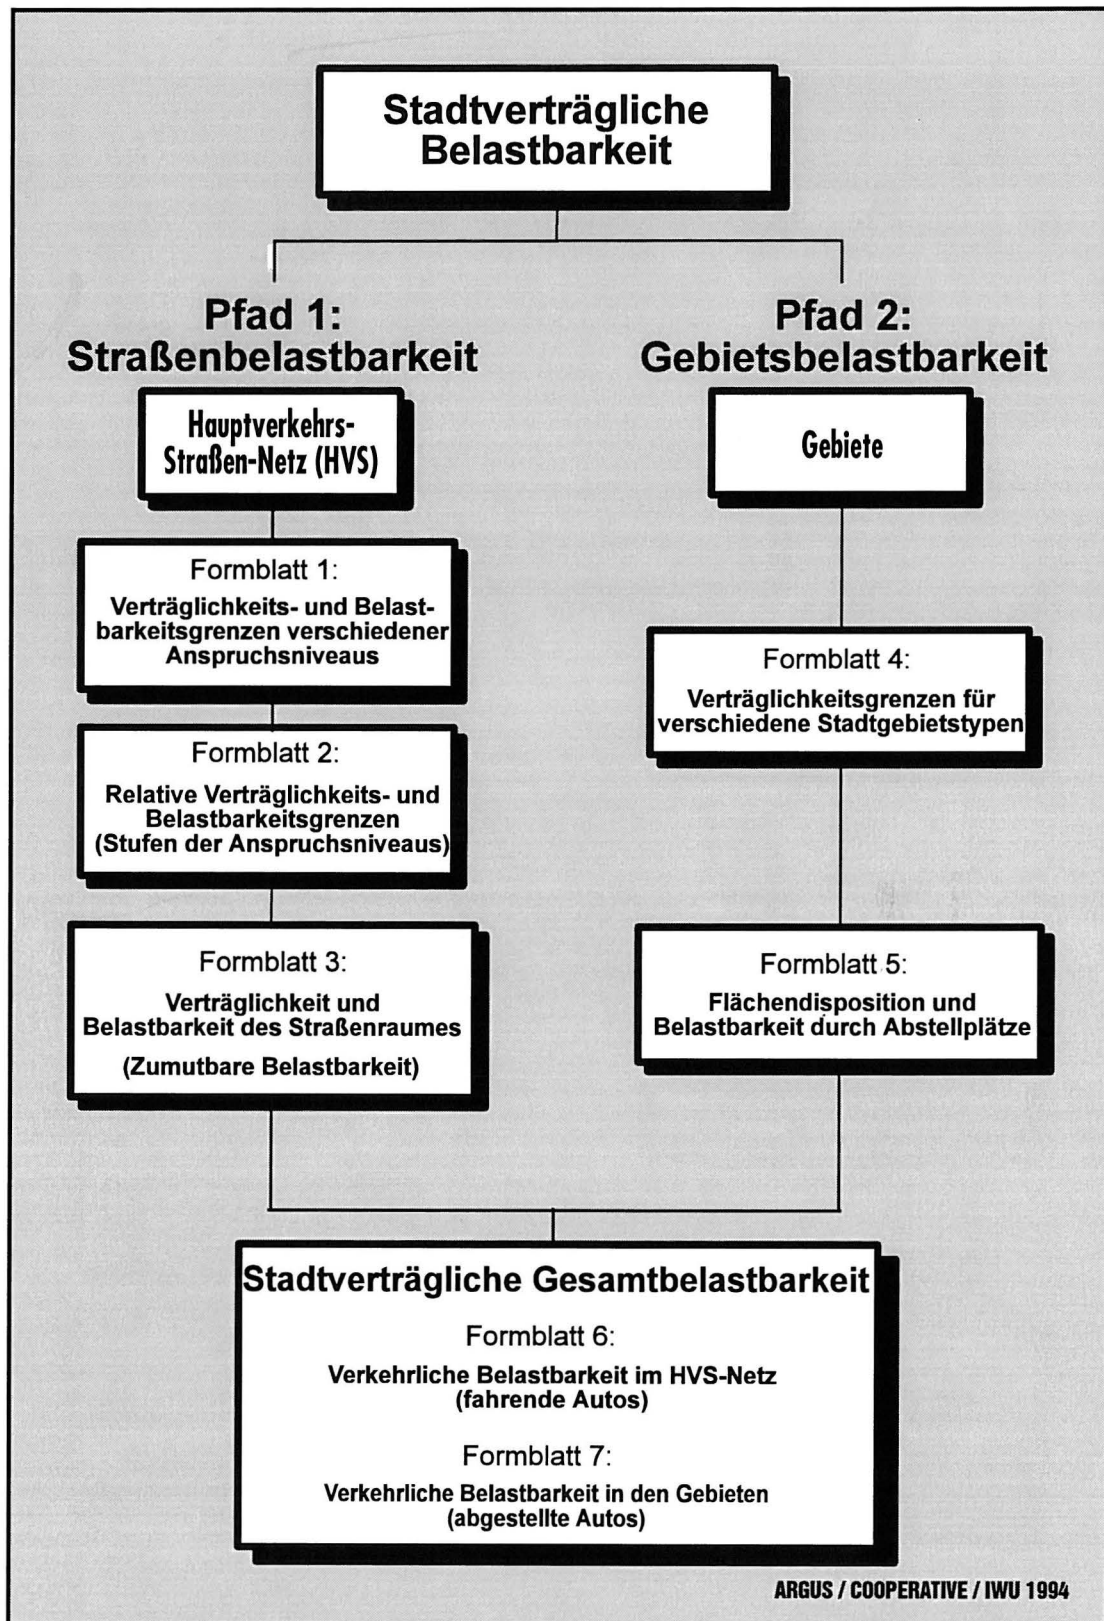 Stadtverträgliche
Belastbarkeit
Pfad 1:
Straßenbelastbarkeit
Hauptverkehrs-
Straßen-Netz (HVS)
Formblatt 1:
Verträglichkeits- und Belast-
barkeitsgrenzen verschiedener
Anspruchsniveaus
Formblatt 2:
Relative Verträglichkeits- und
Belastbarkeitsgrenzen
(Stufen der Anspruchsniveaus)
Formblatt 3:
Verträglichkeit und
Belastbarkeit des Straßenraumes
(Zumutbare Belastbarkeit)
Pfad 2:
Gebietsbelastbarkeit
Gebiete
Formblatt 4:
Verträglichkeitsgrenzen für
verschiedene Stadtgebietstypen
Formblatt 5:
Flächendisposition und
Belastbarkeit durch Abstellplätze
Stadtverträgliche Gesamtbelastbarkeit
Formblatt 6:
Verkehrliche Belastbarkeit im HVS-Netz
(fahrende Autos)
Formblatt 7:
Verkehrliche Belastbarkeit in den Gebieten
(abgestellte Autos)
ARGUS / COOPERATIVE / IWU 1994